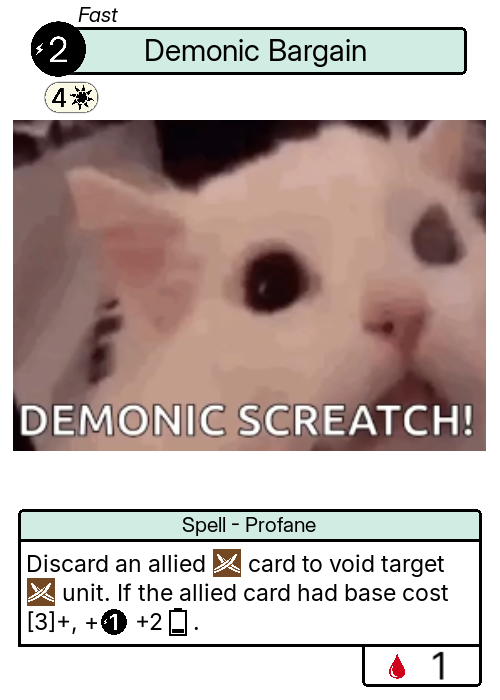 Fast
2 Demonic Bargain
4
DEMONIC SCREATCH!
Spell - Profane
Discard an allied card to void target
unit. If the allied card had base cost
[3]+, +1 +2 .
1